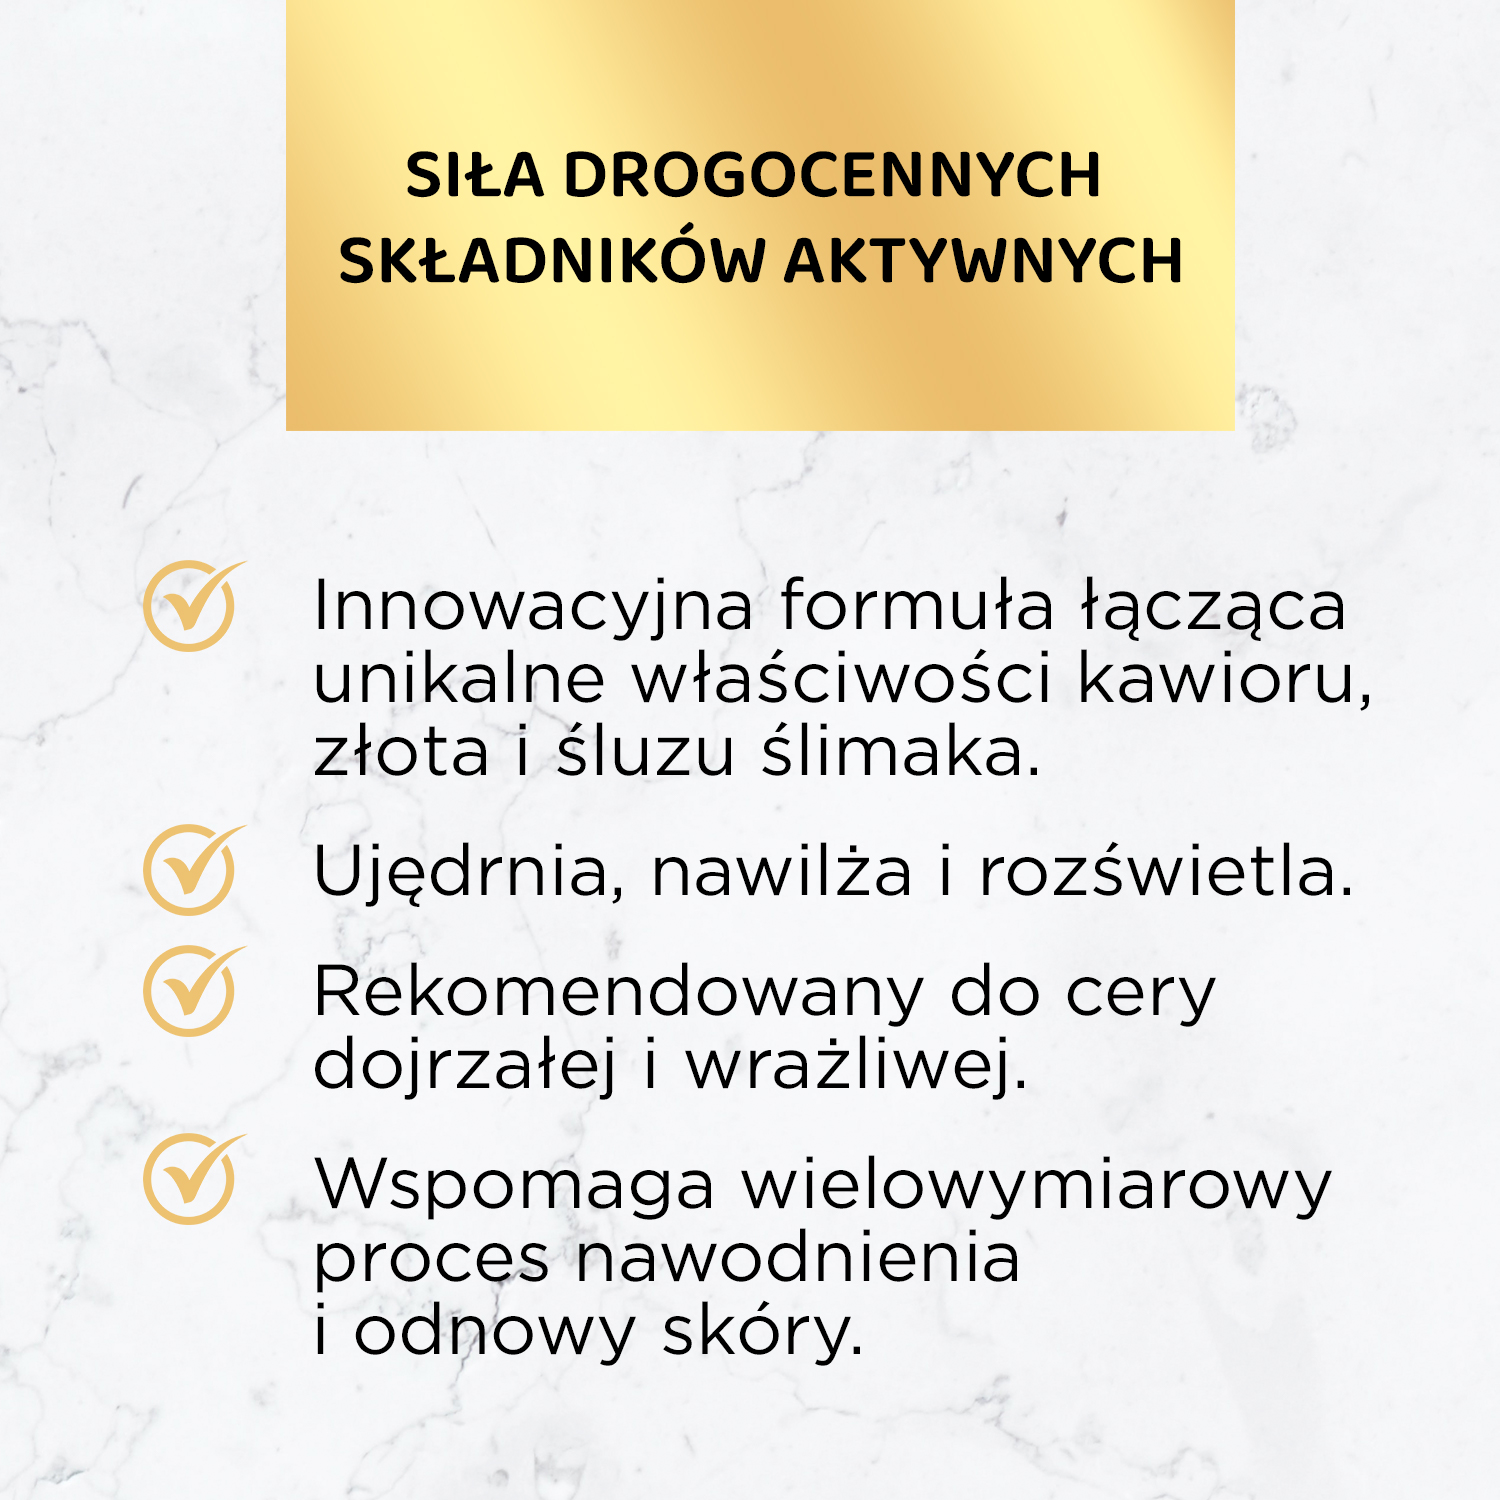 SIŁA DROGOCENNYCH
SKŁADNIKÓW AKTYWNYCH
Innowacyjna formuła łącząca
unikalne właściwości kawioru,
złota i śluzu ślimaka.
Ujędrnia, nawilża i rozświetla.
Rekomendowany do cery
dojrzałej i wrażliwej.
Wspomaga wielowymiarowy
proces nawodnienia
i odnowy skóry.